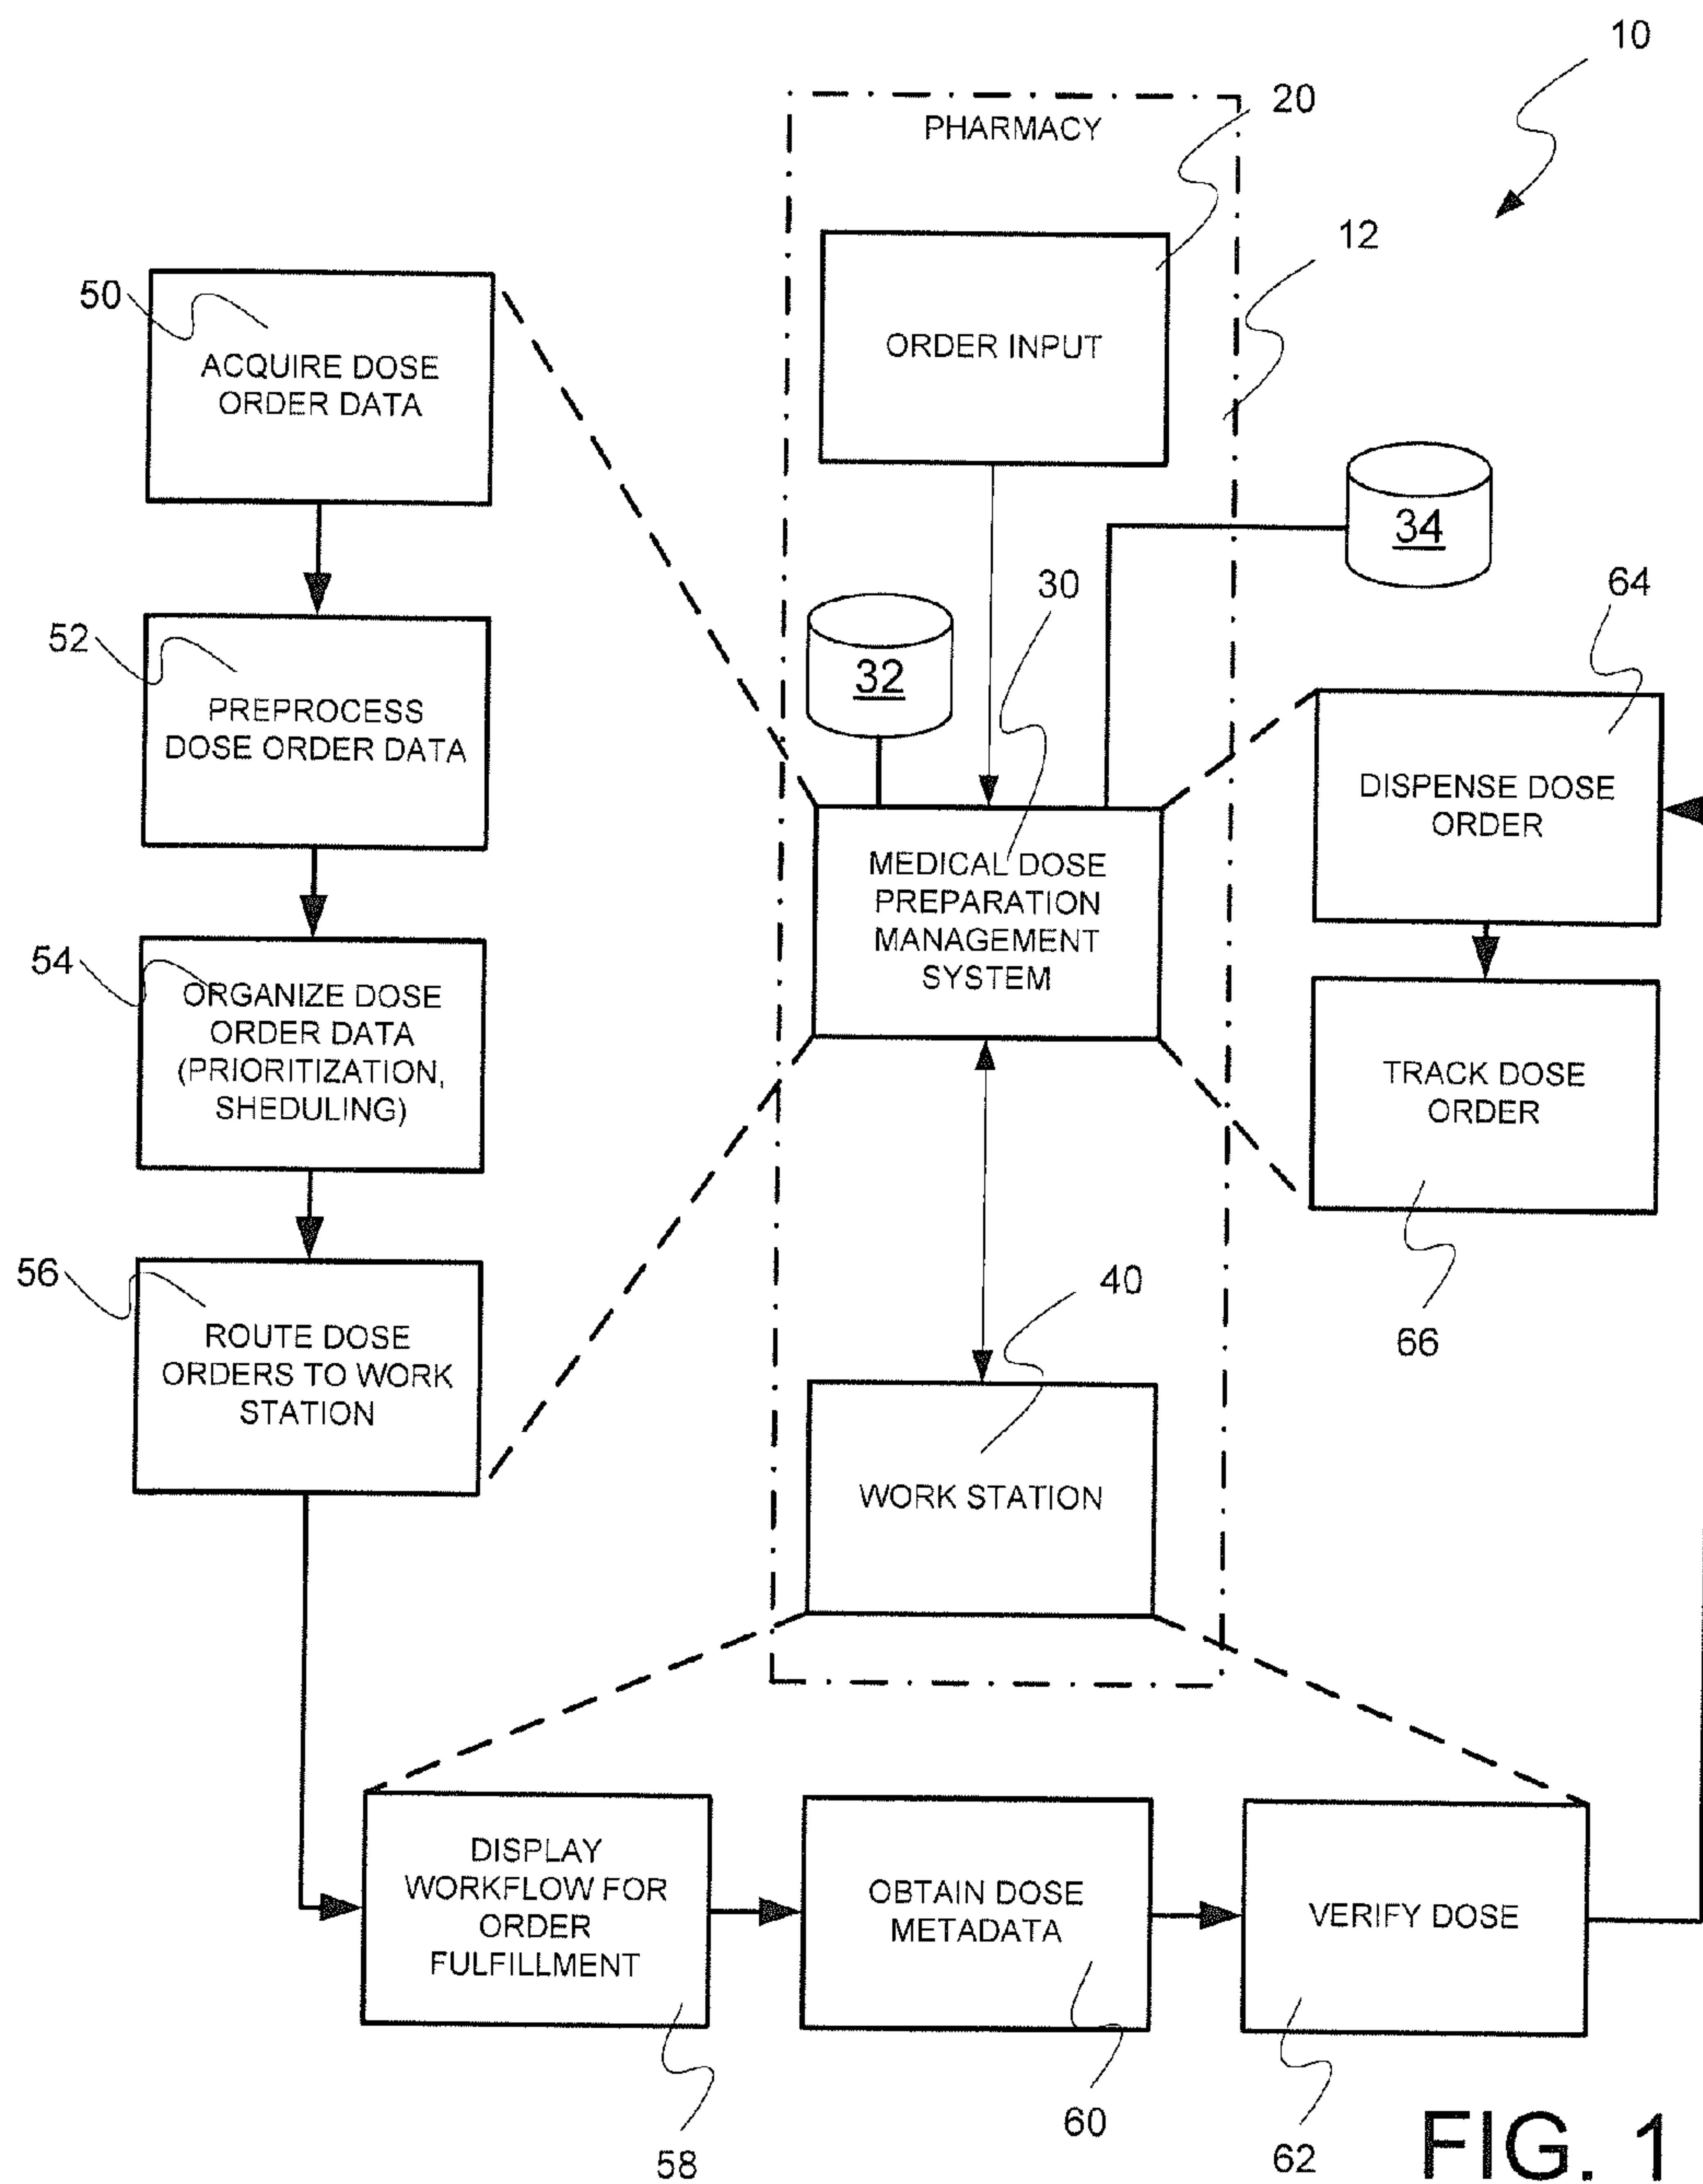 10
20
PHARMACY
12
50
ORDER INPUT
ACQUIRE DOSE
ORDER DATA
34
30
64
52
32
PREPROCESS
DOSE ORDER DATA
DISPENSE DOSE
ORDER
MEDICAL DOSE
PREPARATION
MANAGEMENT
SYSTEM
54
ORGANIZE DOSE
ORDER DATA
(PRIORITIZATION,
SHEDULING)
TRACK DOSE
ORDER
56
40
66
ROUTE DOSE
ORDERS TO WORK
STATION
WORK STATION
DISPLAY
WORKFLOW FOR
ORDER
FULFILLMENT
OBTAIN DOSE
METADATA
VERIFY DOSE
58
60
62
FIG. 1